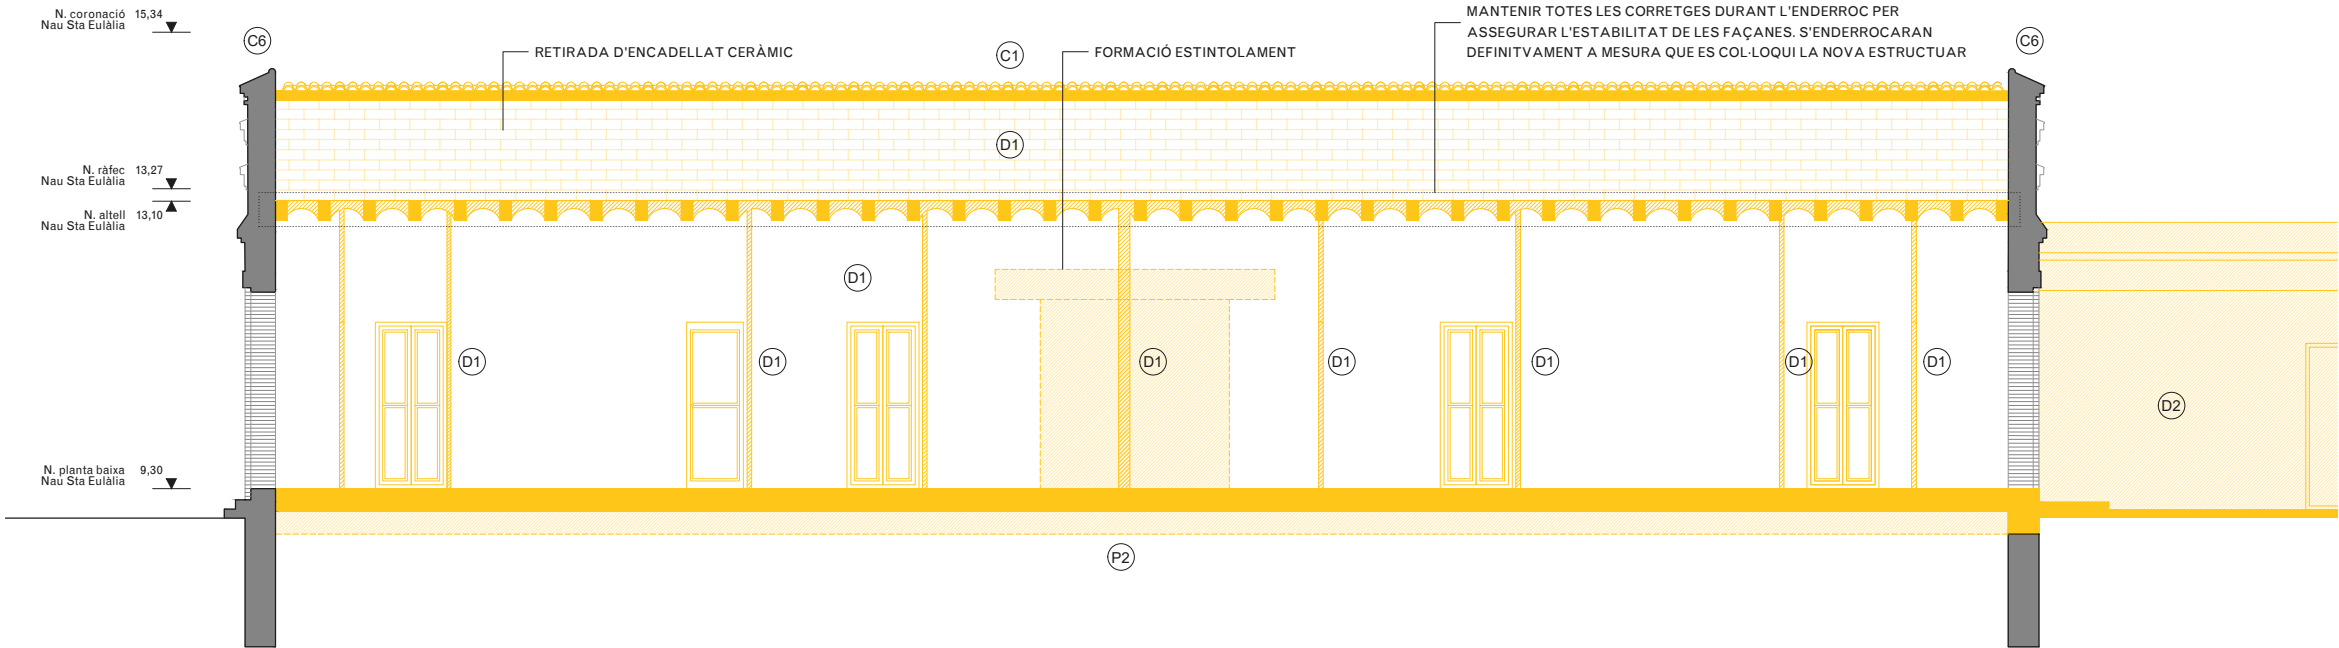 N. coronació 15,34
Nau Sta Eulàlia
C6
RETIRADA D'ENCADELLAT CERÀMIC
C1
FORMACIÓ ESTINTOLAMENT
MANTENIR TOTES LES CORRETGES DURANT L'ENDERROC PER
ASSEGURAR L'ESTABILITAT DE LES FAÇANES. S'ENDERROCARAN
DEFINITVAMENT A MESURA QUE ES COL·LOQUI LA NOVA ESTRUCTUAR
C6
D1
N. ràfec 13,27
Nau Sta Eulàlia
N. altell 13,10
Nau Sta Eulàlia
D1
D1
D1
D1
D1
D1
D1
D1
D2
N. planta baixa 9,30
Nau Sta Eulàlia
P2